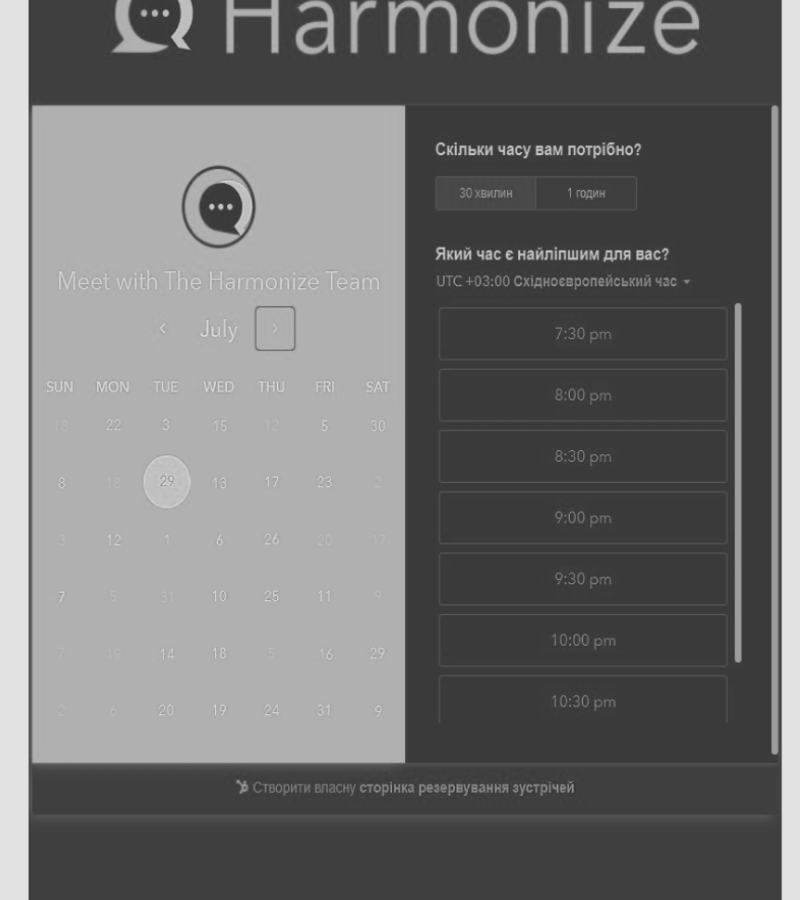 Harmonize
Meet with The Harmonize Team
July
SUN MON TUE WED THU FRI SAT
18 22 3 15 12 5 30
8 18 29 13 17 23 2
3 12 1 6 26 20 17
7 5 31 10 25 11 9
7 19 14 18 5 16 29
2 6 20 19 24 31 9
Скільки часу вам потрібно?
30 хвилин 1 годин
Який час є найліпшим для вас?
UTC +03:00 Східноєвропейський час
7:30 pm
8:00 pm
8:30 pm
9:00 pm
9:30 pm
10:00 pm
10:30 pm
Створити власну сторінка резервування зустрічей